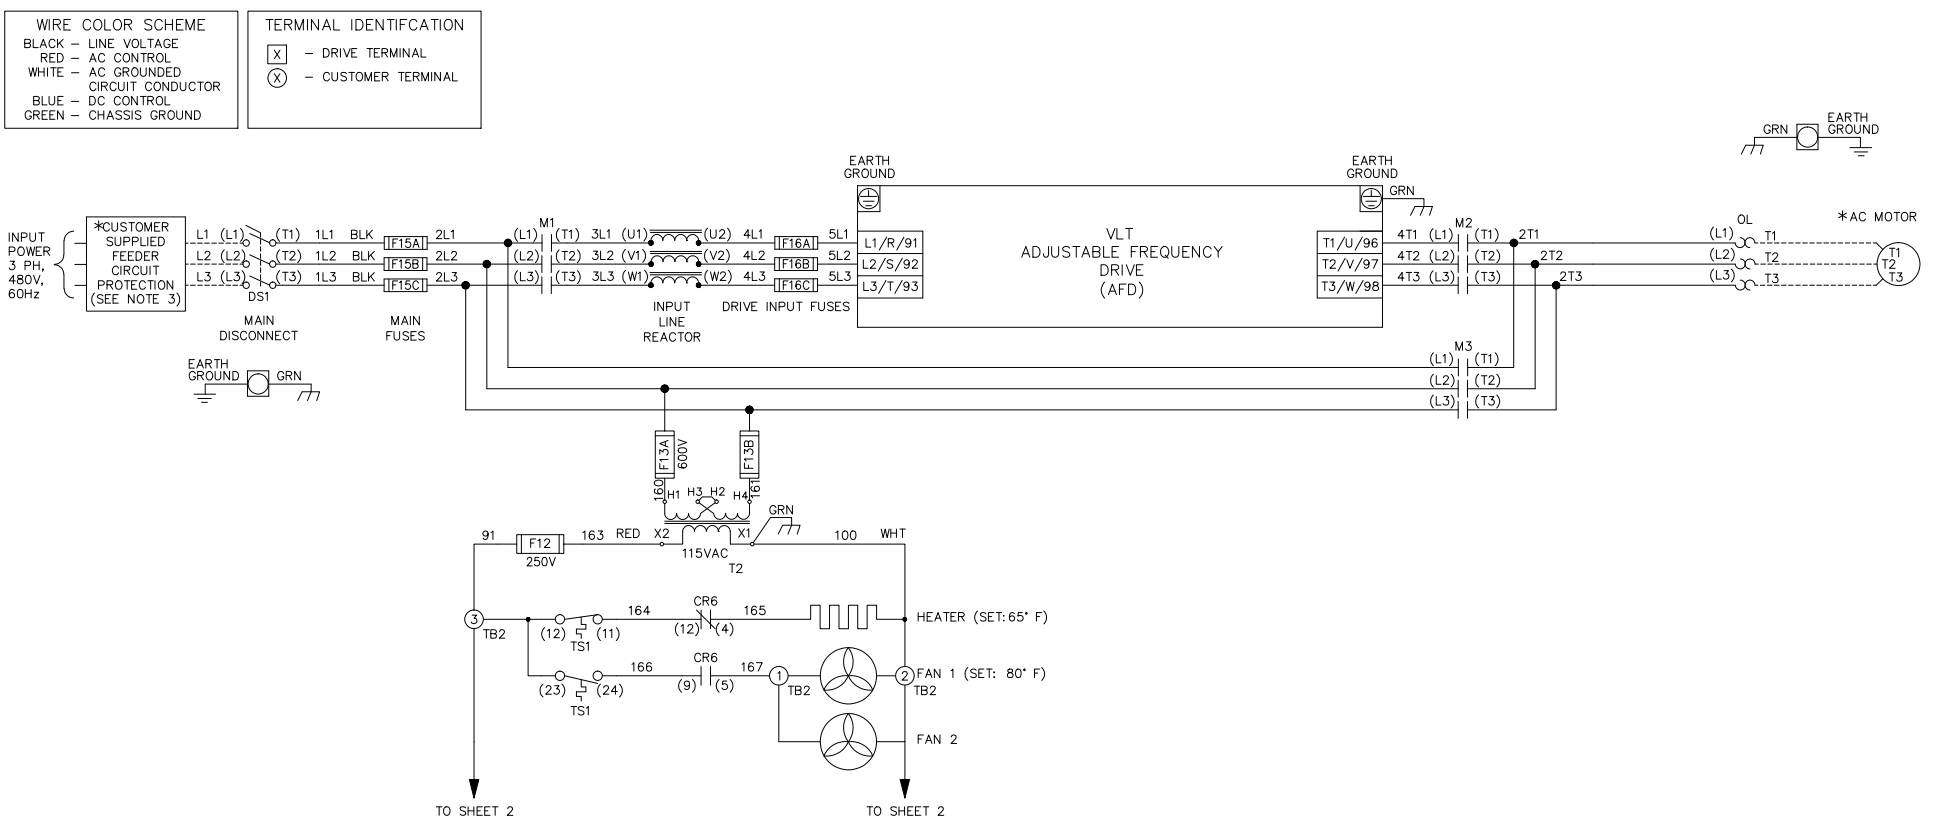 WIRE COLOR SCHEME
BLACK – LINE VOLTAGE
RED – AC CONTROL
WHITE – AC GROUNDED
CIRCUIT CONDUCTOR
BLUE – DC CONTROL
GREEN – CHASSIS GROUND
TERMINAL IDENTIFCATION
X – DRIVE TERMINAL
X – CUSTOMER TERMINAL
GRN
EARTH
GROUND
EARTH
GROUND
EARTH
GROUND
GRN
INPUT
POWER
3 PH,
480V,
60Hz
*CUSTOMER
SUPPLIED
FEEDER
CIRCUIT
PROTECTION
(SEE NOTE 3)
L1 (L1) (T1) 1L1 BLK F15A 2L1 (L1) M1 (T1) 3L1 (U1) (U2) 4L1 F16A 5L1 L1/R/91
L2 (L2) (T2) 1L2 BLK F15B 2L2 (L2) (T2) 3L2 (V1) (V2) 4L2 F16B 5L2 L2/S/92
L3 (L3) (T3) 1L3 BLK F15C 2L3 (L3) (T3) 3L3 (W1) (W2) 4L3 F16C 5L3 L3/T/93
DS1
MAIN
DISCONNECT
MAIN
FUSES
INPUT
LINE
REACTOR
DRIVE INPUT FUSES
VLT
ADJUSTABLE FREQUENCY
DRIVE
(AFD)
T1/U/96 4T1 (L1) M2 (T1) 2T1 (L1) OL T1
T2/V/97 4T2 (L2) (T2) 2T2 (L2) T2
T3/W/98 4T3 (L3) (T3) 2T3 (L3) T3
*AC MOTOR
T1
T2
T3
EARTH
GROUND
GRN
M3
(L1) (T1)
(L2) (T2)
(L3) (T3)
F13A
600V
F13B
160
161
H1 H3 H2 H4
GRN
91 F12 163 RED X2 X1 100 WHT
250V
115VAC
T2
3
TB2
(12) (11)
TS1
164
CR6
(12) (4)
165
HEATER (SET: 65° F)
(23) (24)
TS1
166
CR6
(9) (5)
167
1
TB2
2
TB2
FAN 1 (SET: 80° F)
FAN 2
TO SHEET 2
TO SHEET 2